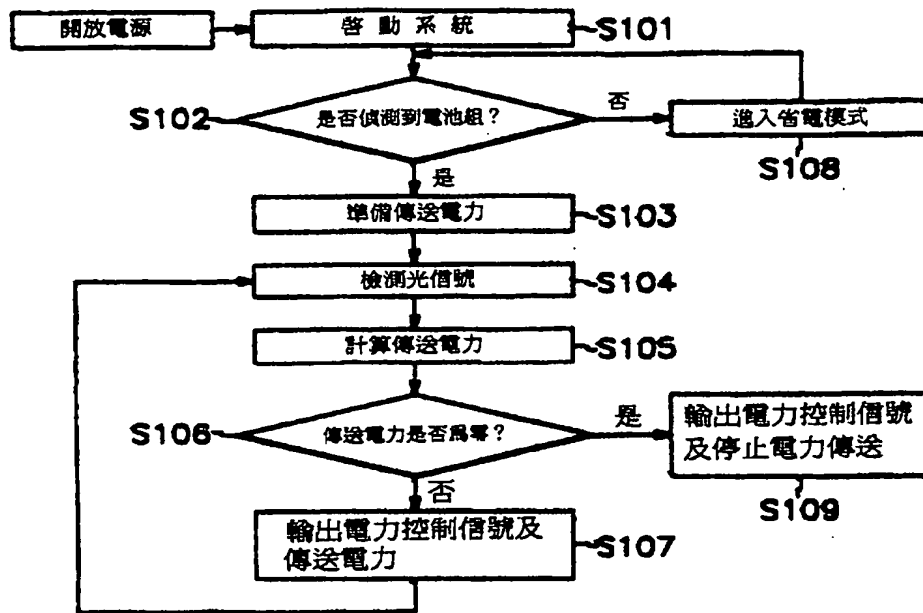 開放電源
啓動系統
S101
S102
是否偵測到電池組?
否
進入省電模式
S108
是
準備傳送電力
S103
檢測光信號
S104
計算傳送電力
S105
S106
傳送電力是否爲零?
是
輸出電力控制信號
及停止電力傳送
S109
否
輸出電力控制信號及
傳送電力
S107